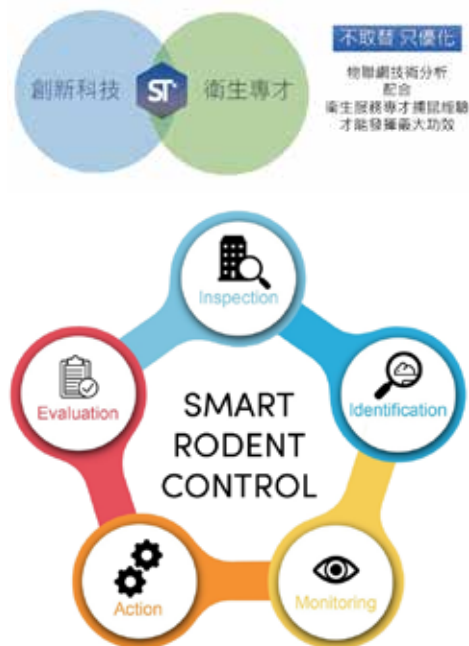 創新科技
ST
衛生專才
不取替 只優化
物聯網技術分析
配合
衛生服務專才捕鼠經驗
才能發揮最大功效
Inspection
Evaluation
Identification
SMART
RODENT
CONTROL
Action
Monitoring